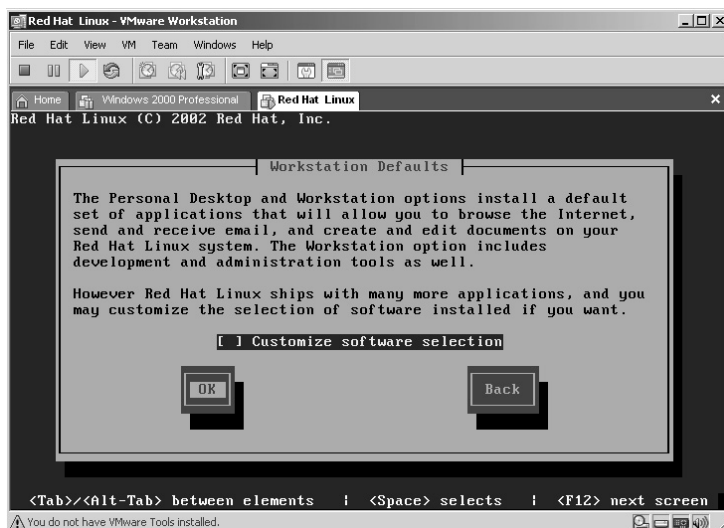 Red Hat Linux - VMware Workstation
File Edit View VM Team Windows Help
Home Windows 2000 Professional Red Hat Linux
Red Hat Linux (C) 2002 Red Hat, Inc.
Workstation Defaults
The Personal Desktop and Workstation options install a default
set of applications that will allow you to browse the Internet,
send and receive email, and create and edit documents on your
Red Hat Linux system. The Workstation option includes
development and administration tools as well.
However Red Hat Linux ships with many more applications, and you
may customize the selection of software installed if you want.
[ ] Customize software selection
OK Back
<Tab>/<Alt-Tab> between elements | <Space> selects | <F12> next screen
You do not have VMware Tools installed.